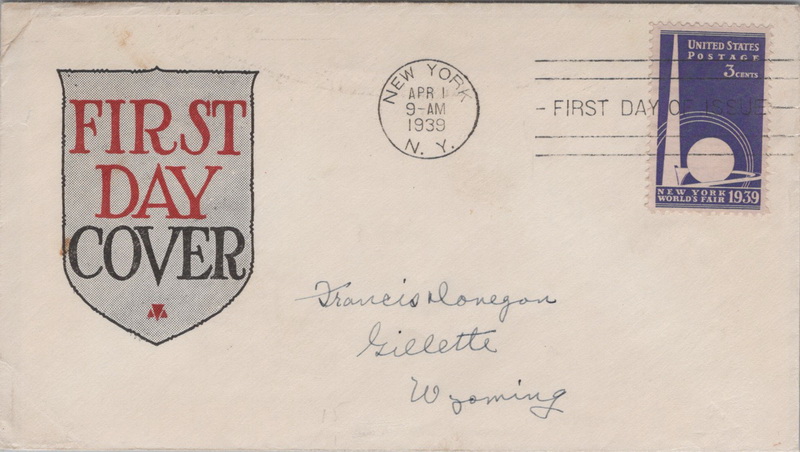 FIRST
DAY
COVER
NEW YORK
APR 1
9-AM
1939
N. Y.
FIRST DAY OF ISSUE
UNITED STATES
POSTAGE
3 CENTS
NEW YORK
WORLD'S FAIR 1939
Francis Donegan
Gillette
Wyoming